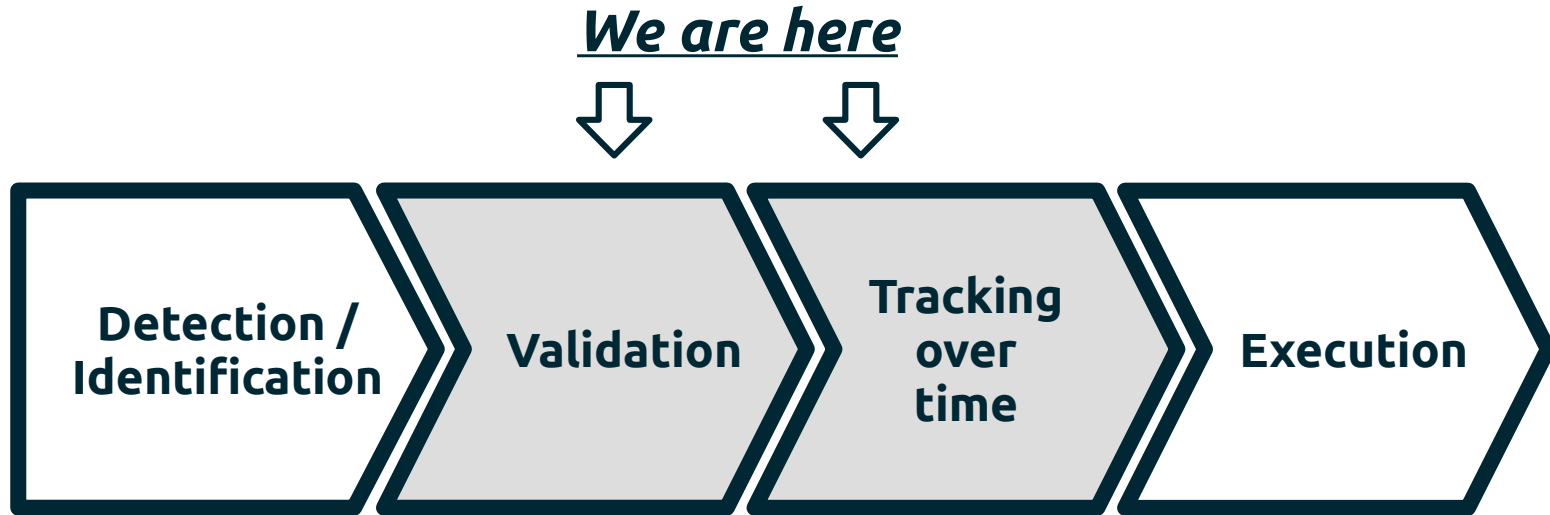 We are here
Detection /
Identification
Validation
Tracking
over
time
Execution